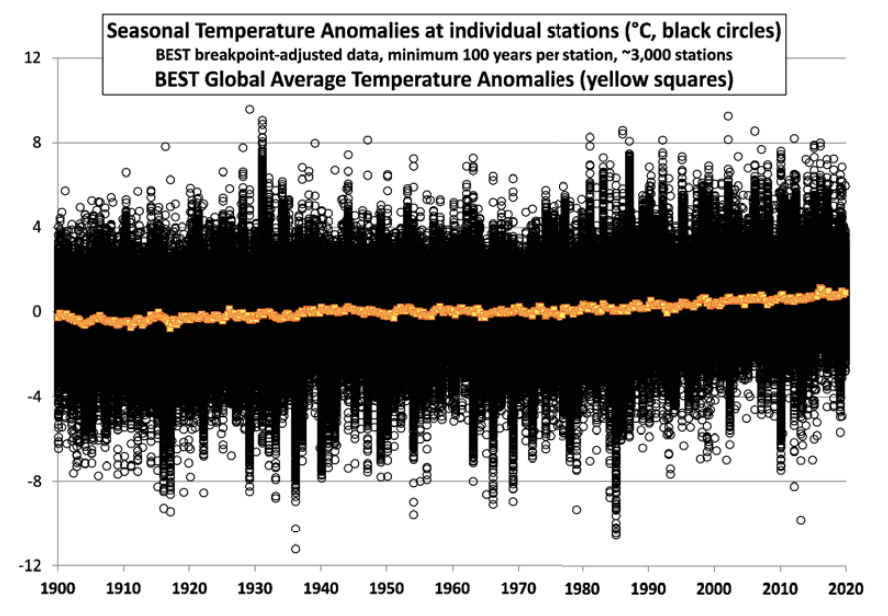 Seasonal Temperature Anomalies at individual stations (°C, black circles)
BEST breakpoint-adjusted data, minimum 100 years per station, ~3,000 stations
BEST Global Average Temperature Anomalies (yellow squares)
12
8
4
0
-4
-8
-12
1900 1910 1920 1930 1940 1950 1960 1970 1980 1990 2000 2010 2020